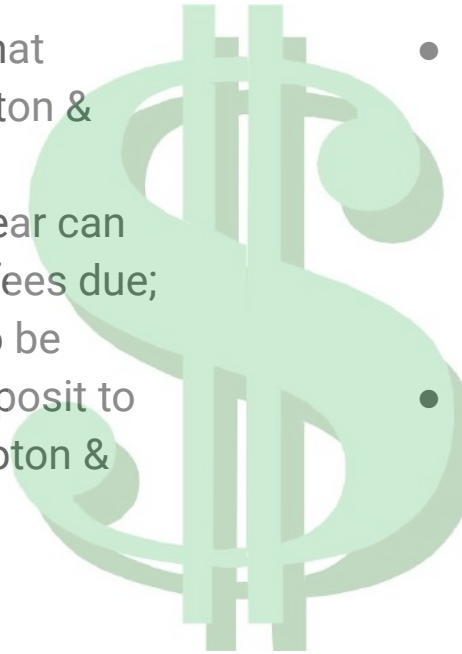 hat
ton &
ear can
fees due;
be
posit to
pton &